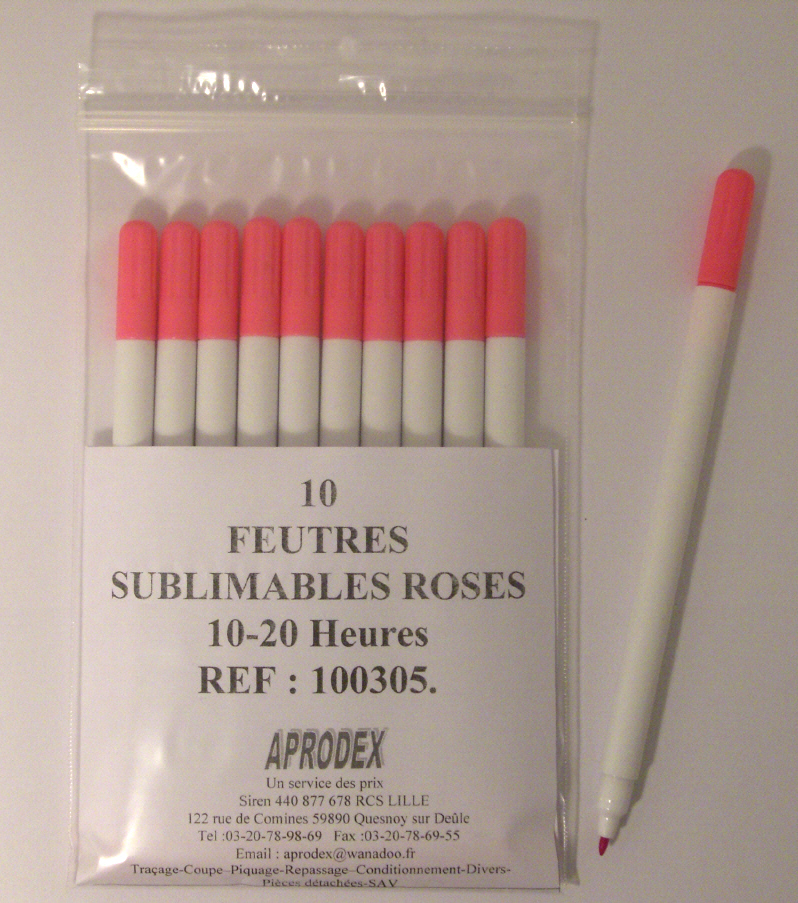 10
FEUTRES
SUBLIMABLES ROSES
10-20 Heures
REF : 100305.
APRODEX
Un service des prix
Siren 440 877 678 RCS LILLE
122 rue de Comines 59890 Quesnoy sur Deûle
Tel :03-20-78-98-69 Fax :03-20-78-69-55
Email : aprodex@wanadoo.fr
Traçage-Coupe-Piquage-Repassage-Conditionnement-Divers-
Pièces détachées-SAV